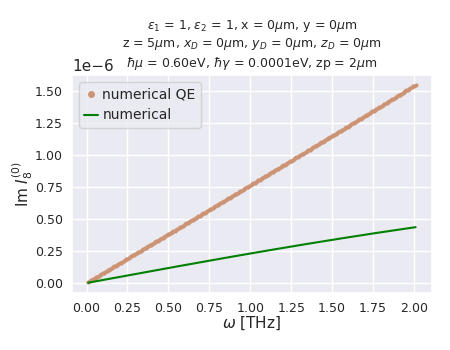 ε₁ = 1, ε₂ = 1, x = 0μm, y = 0μm
z = 5μm, x_D = 0μm, y_D = 0μm, z_D = 0μm
ħμ = 0.60eV, ħγ = 0.0001eV, zp = 2μm
1e−6
numerical QE
numerical
1.50
1.25
1.00
0.75
0.50
0.25
0.00
Im I₈⁽⁰⁾
0.00 0.25 0.50 0.75 1.00 1.25 1.50 1.75 2.00
ω [THz]